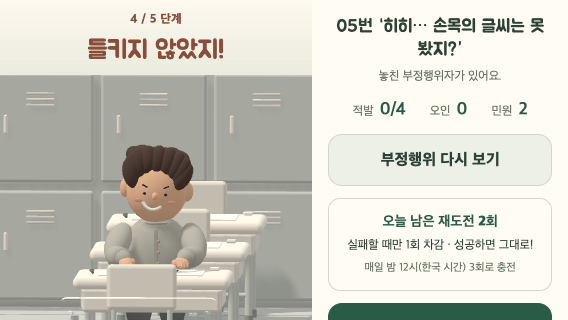 4 / 5 단계
들키지 않았지!
05번 '히히… 손목의 글씨는 못
봤지?'
놓친 부정행위자가 있어요.
적발 0/4 오인 0 민원 2
부정행위 다시 보기
오늘 남은 재도전 2회
실패할 때만 1회 차감 · 성공하면 그대로!
매일 밤 12시(한국 시간) 3회로 충전